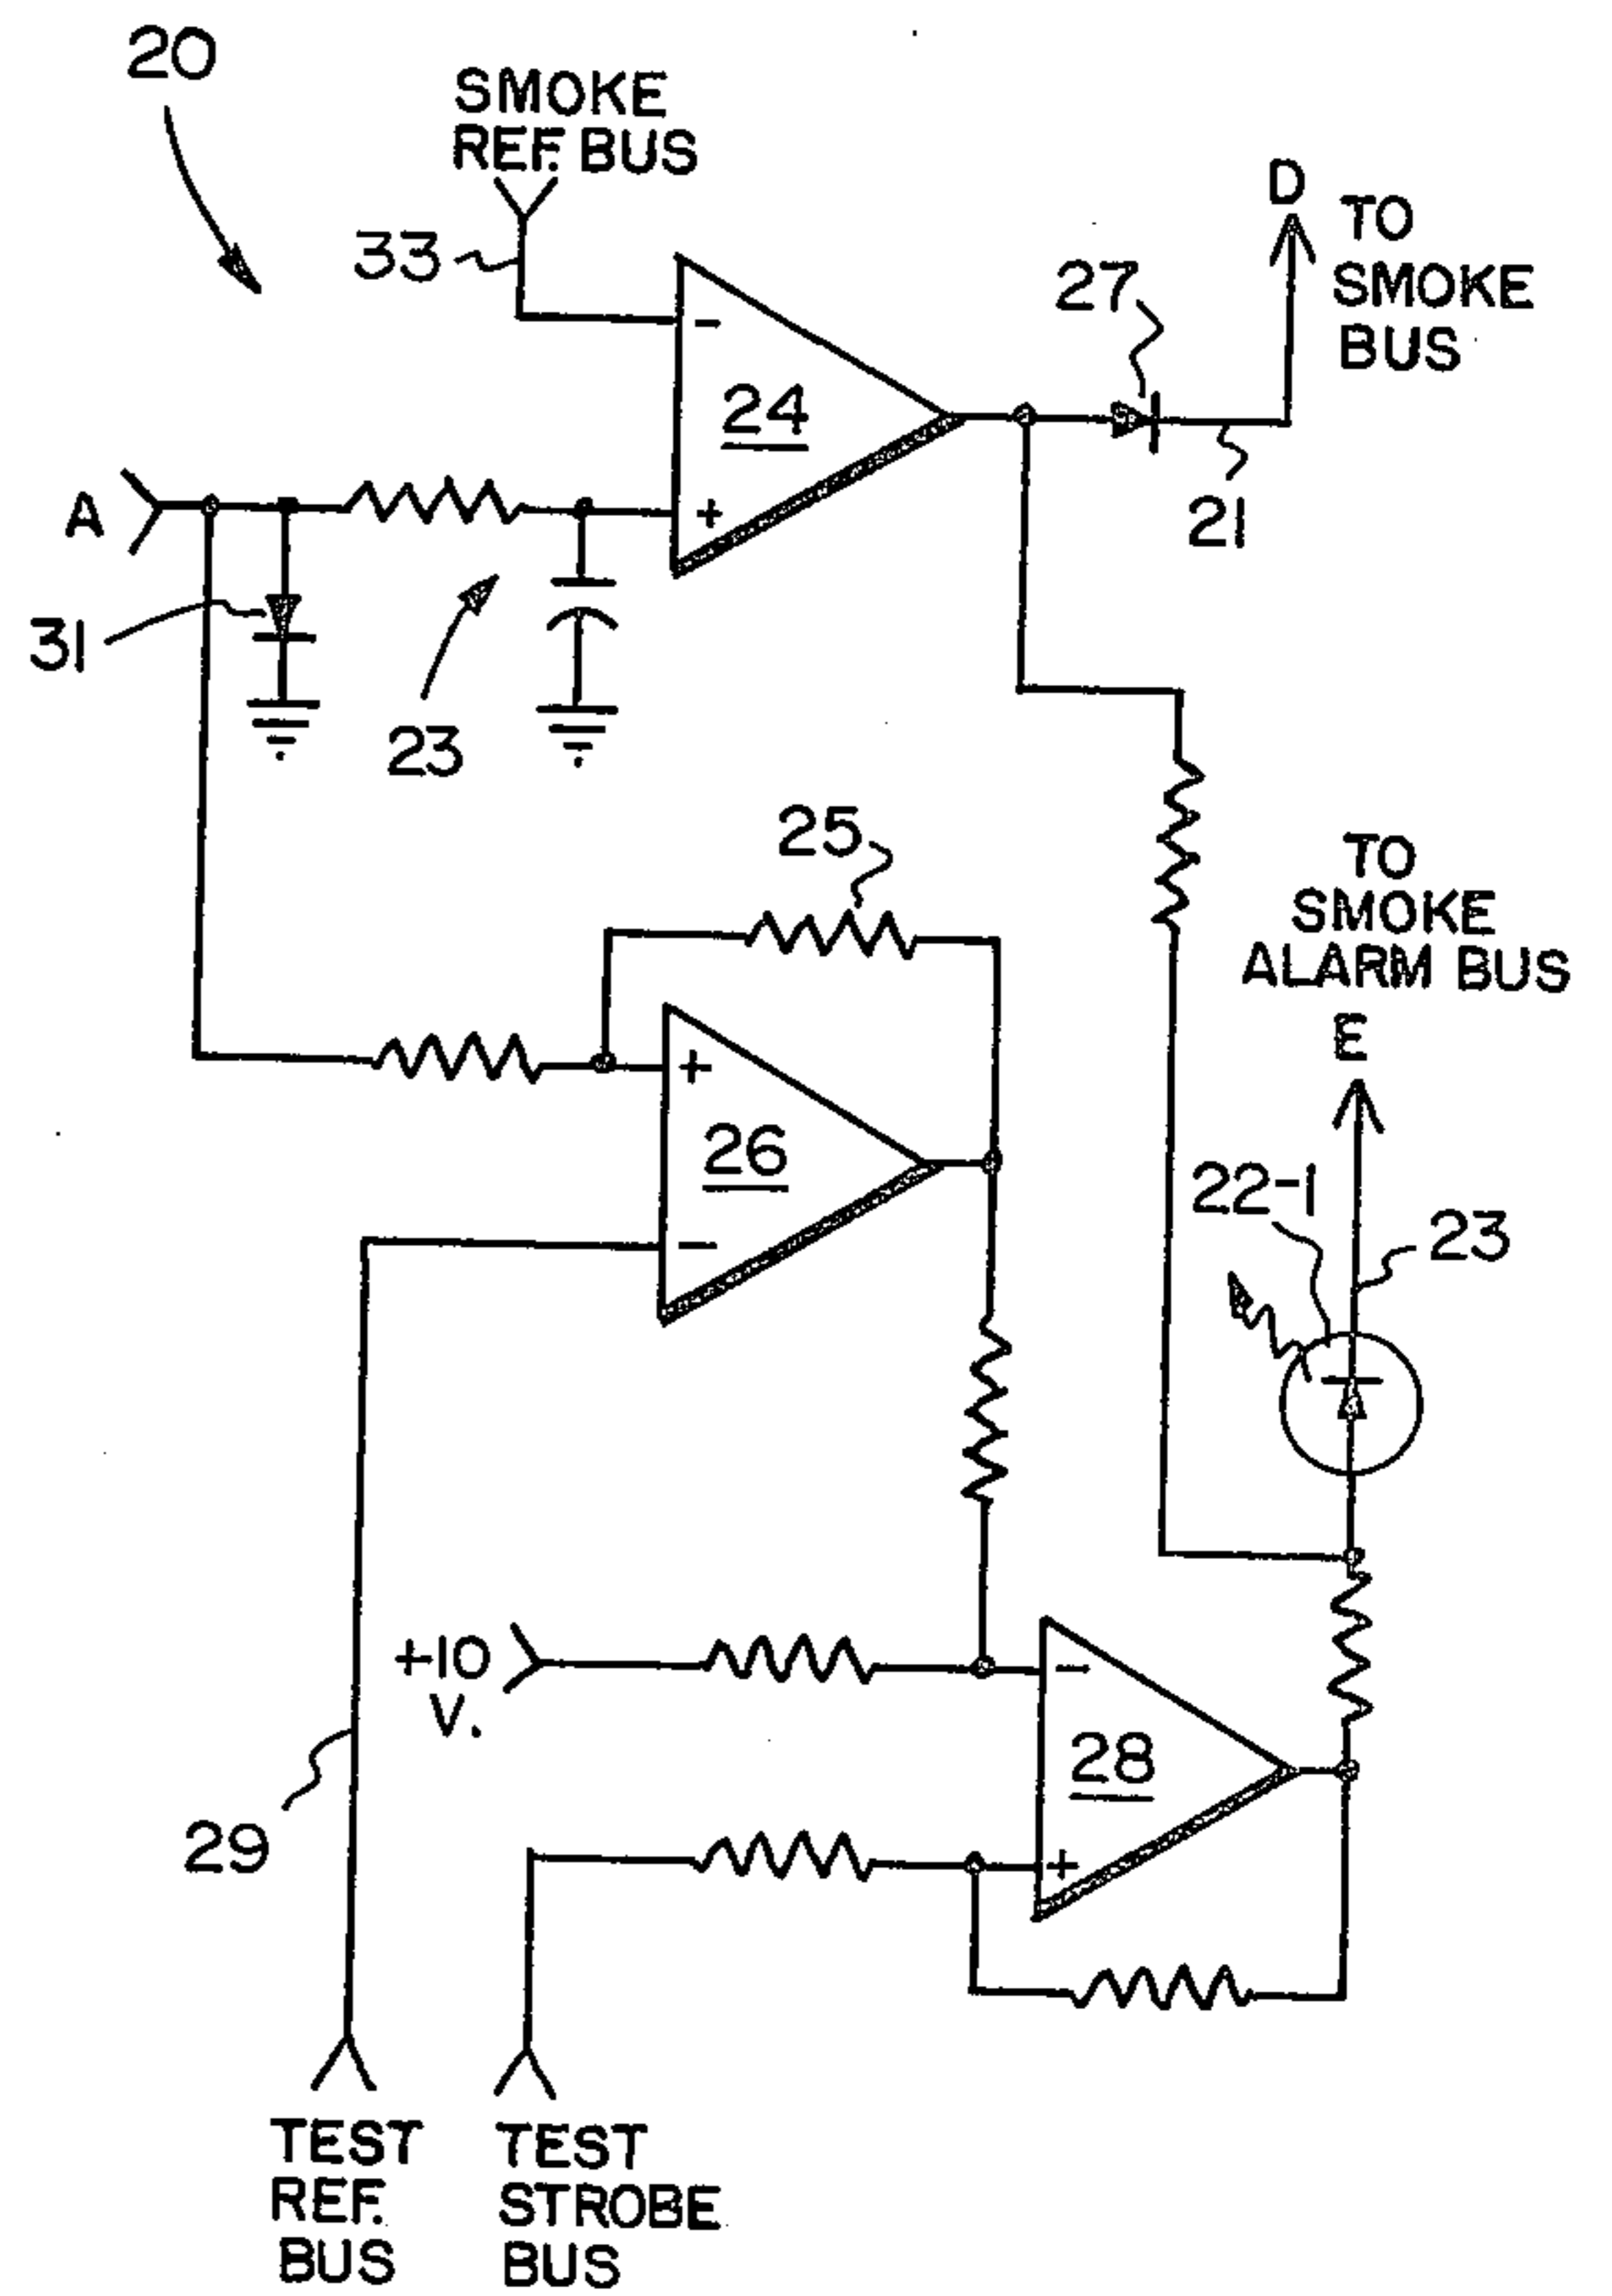 20
SMOKE
REF. BUS
33
D
TO
SMOKE
BUS
27
-
24
+
A
21
31
23
25
TO
SMOKE
ALARM BUS
E
+
26
-
22-1
23
+10
V.
-
28
+
29
TEST
REF.
BUS
TEST
STROBE
BUS